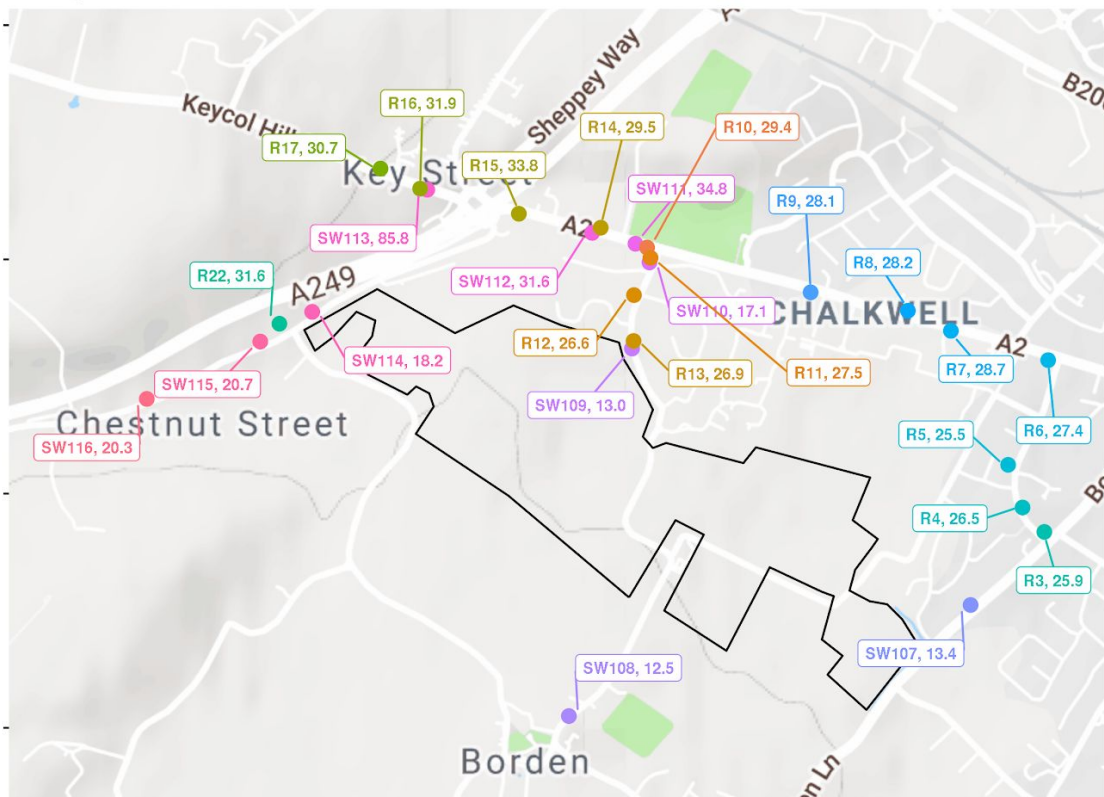 B200
Sheppey Way
Keycol Hill
R16, 31.9
R17, 30.7
R14, 29.5
R10, 29.4
R15, 33.8
Key Street
SW111, 34.8
R9, 28.1
A2
SW113, 85.8
R8, 28.2
R22, 31.6
A249
SW112, 31.6
SW110, 17.1
CHALKWELL
R12, 26.6
A2
SW114, 18.2
R7, 28.7
R13, 26.9
R11, 27.5
SW115, 20.7
SW109, 13.0
Chestnut Street
R6, 27.4
R5, 25.5
SW116, 20.3
R4, 26.5
R3, 25.9
SW107, 13.4
SW108, 12.5
Borden
Ln